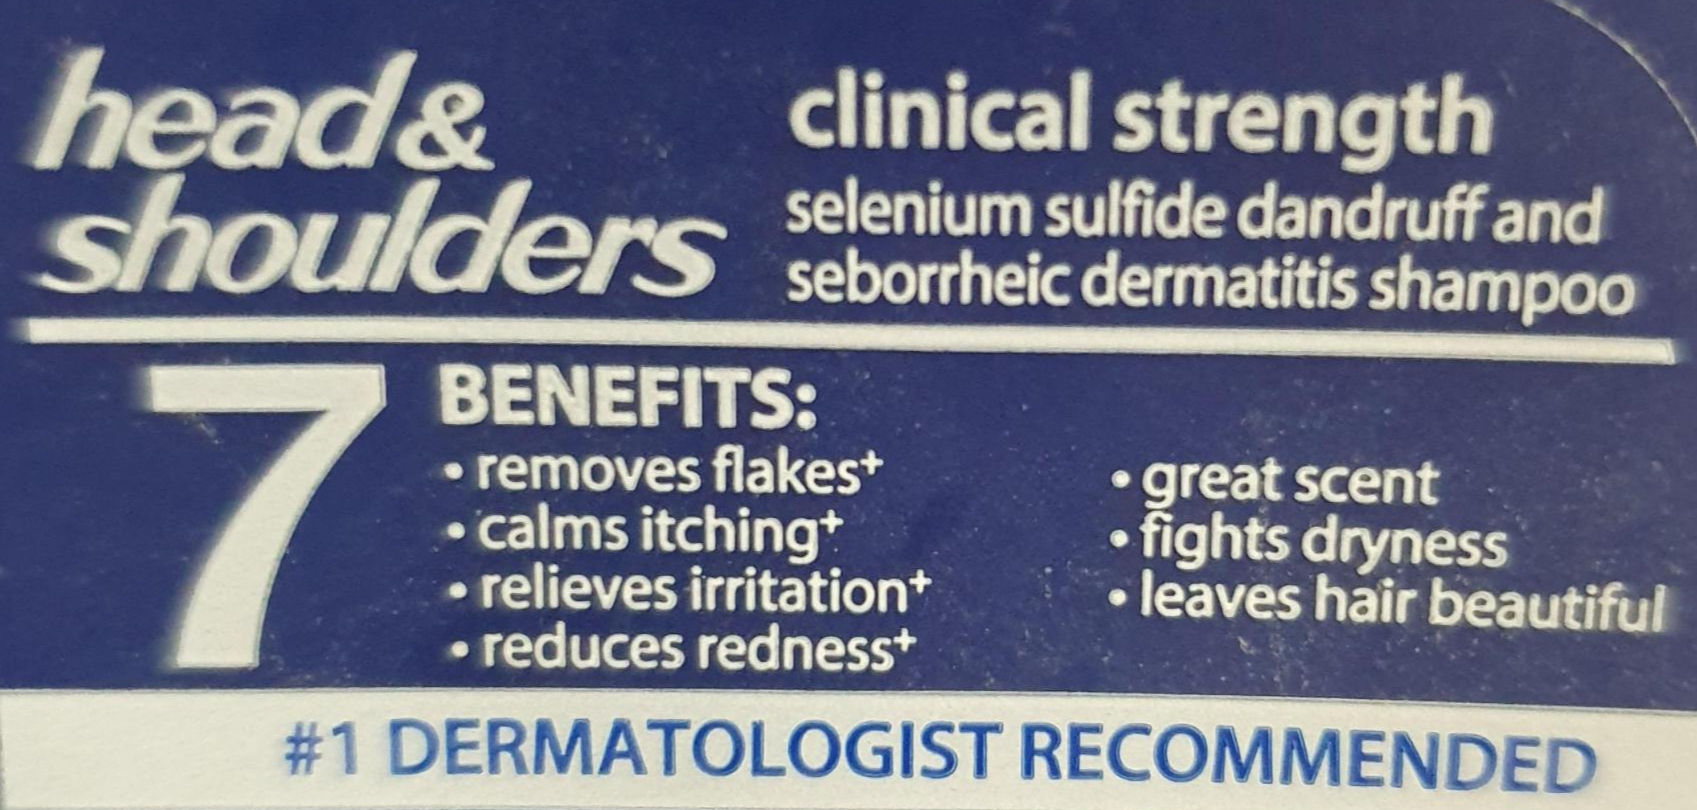 head&
shoulders
clinical strength
selenium sulfide dandruff and
seborrheic dermatitis shampoo
7
BENEFITS:
• removes flakes+
• calms itching+
• relieves irritation+
• reduces redness+
• great scent
• fights dryness
• leaves hair beautiful
#1 DERMATOLOGIST RECOMMENDED